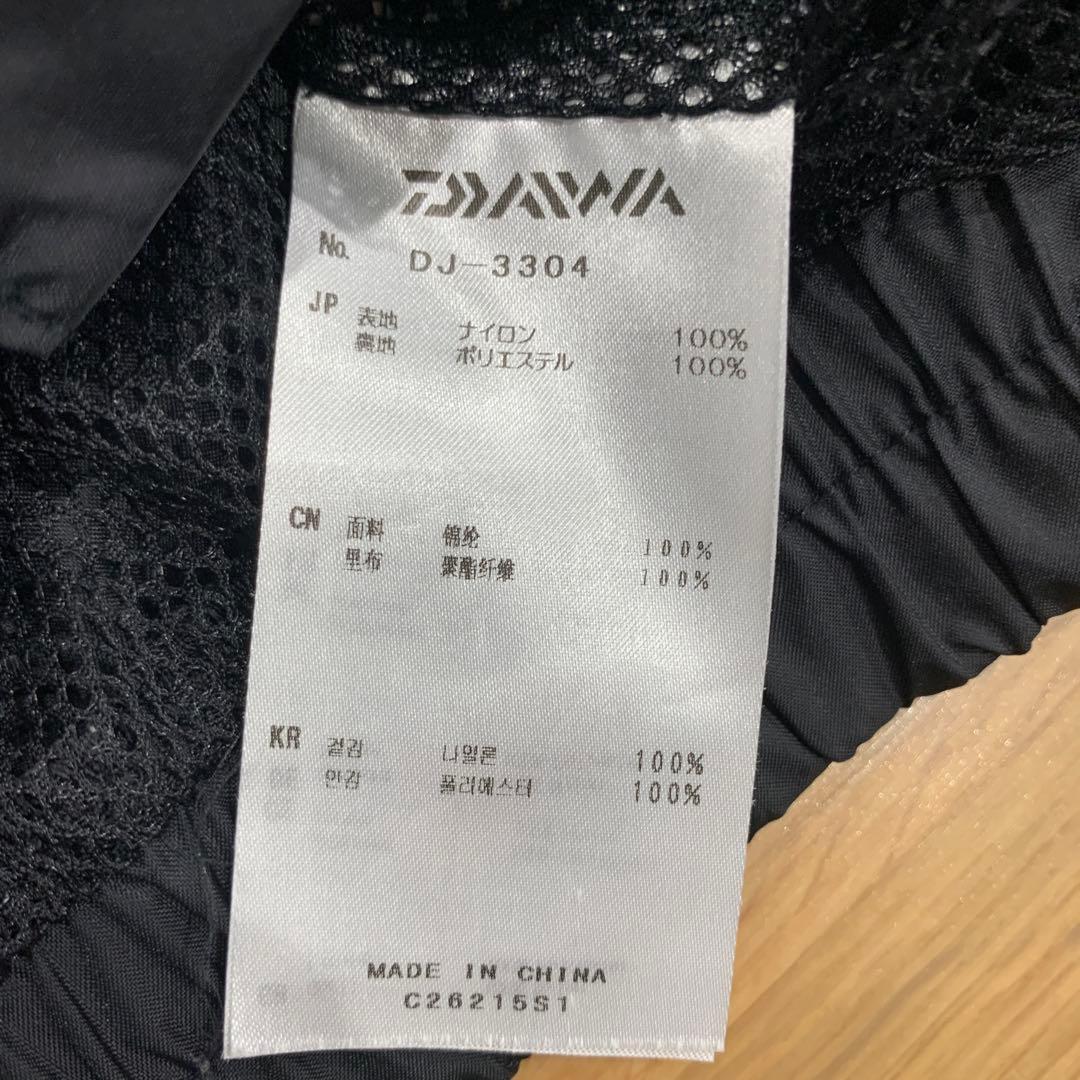 DAIWA
No. DJ-3304
JP 表地 ナイロン 100%
裏地 ポリエステル 100%
CN 面料 锦纶 100%
里布 聚酯纤维 100%
KR 겉감 나일론 100%
안감 폴리에스터 100%
MADE IN CHINA
C26215S1